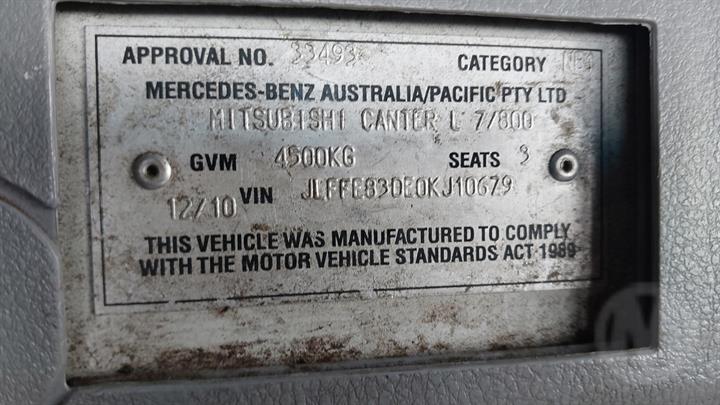 APPROVAL NO. 33493 CATEGORY
MERCEDES-BENZ AUSTRALIA/PACIFIC PTY LTD
MITSUBISHI CANTER L 7/800
GVM 4500KG SEATS 3
12/10 VIN JLFFE83DE0KJ10679
THIS VEHICLE WAS MANUFACTURED TO COMPLY
WITH THE MOTOR VEHICLE STANDARDS ACT 1989